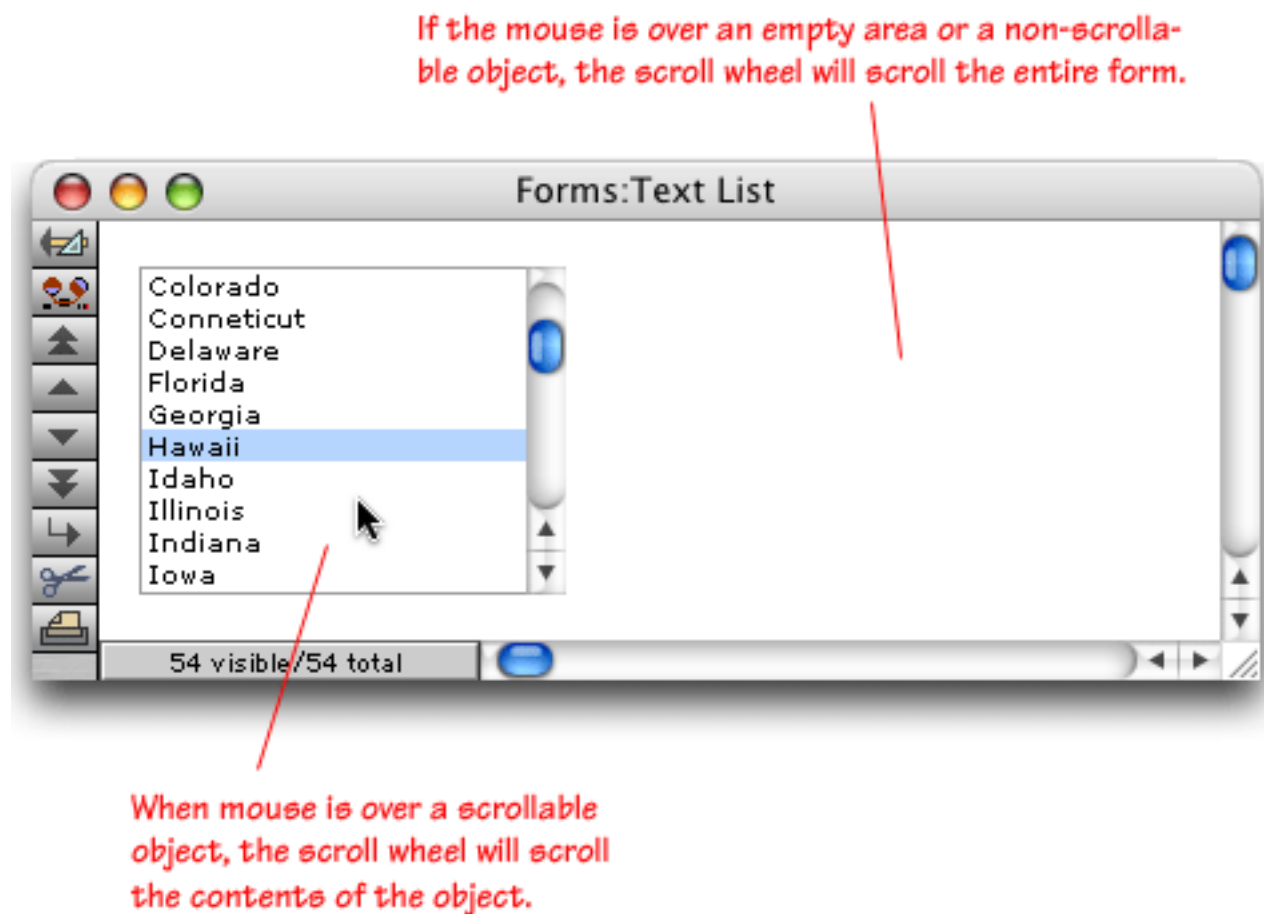 If the mouse is over an empty area or a non-scrolla-
ble object, the scroll wheel will scroll the entire form.
Forms:Text List
Colorado
Conneticut
Delaware
Florida
Georgia
Hawaii
Idaho
Illinois
Indiana
Iowa
54 visible/54 total
When mouse is over a scrollable
object, the scroll wheel will scroll
the contents of the object.